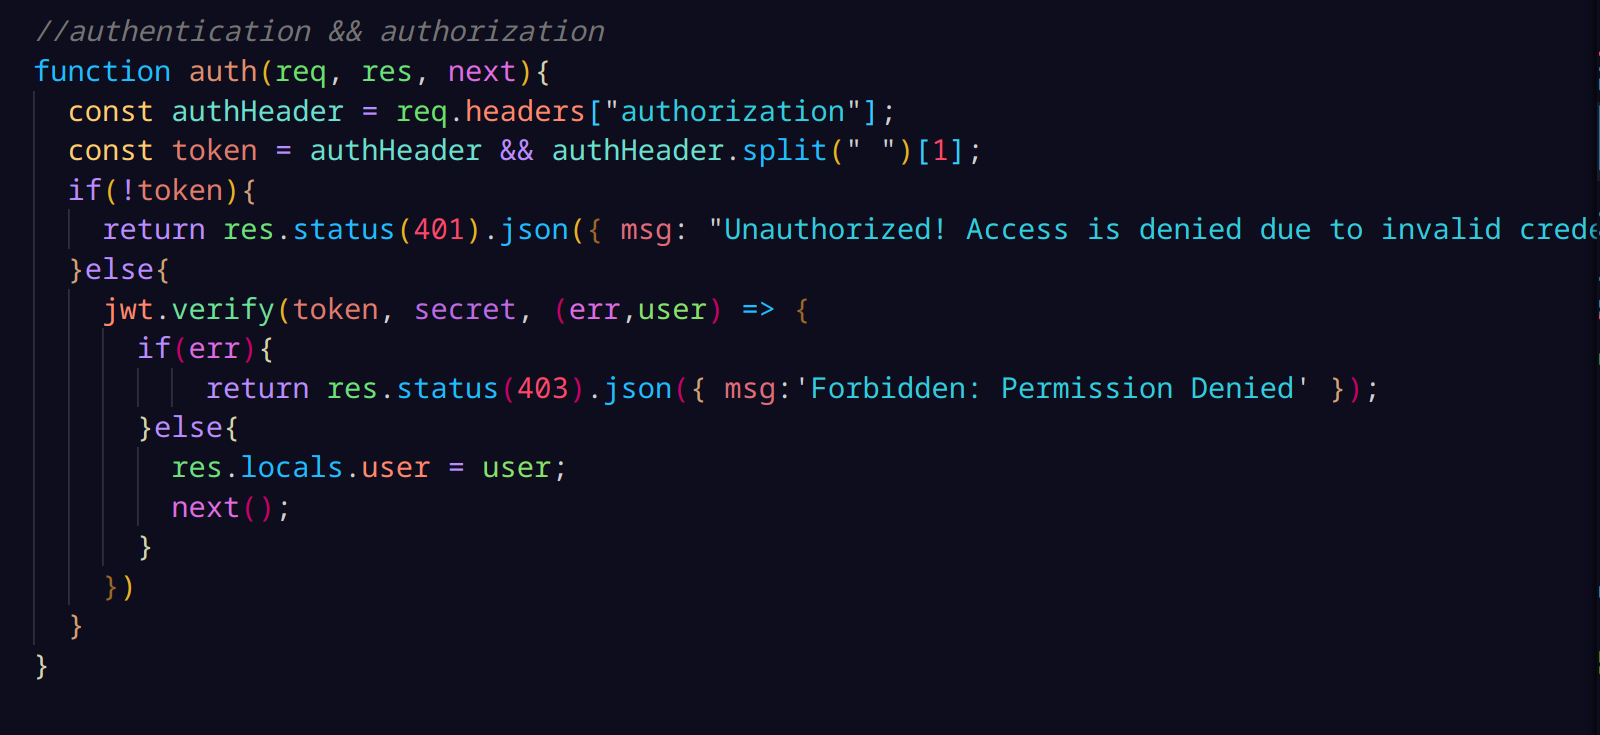 //authentication && authorization
function auth(req, res, next){
const authHeader = req.headers["authorization"];
const token = authHeader && authHeader.split(" ")[1];
if(!token){
return res.status(401).json({ msg: "Unauthorized! Access is denied due to invalid
}else{
jwt.verify(token, secret, (err,user) => {
if(err){
return res.status(403).json({ msg:'Forbidden: Permission Denied' });
}else{
res.locals.user = user;
next();
}
})
}
}